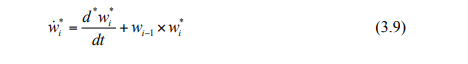 ẇᵢ* = d*wᵢ*/dt + wᵢ₋₁ × wᵢ* (3.9)